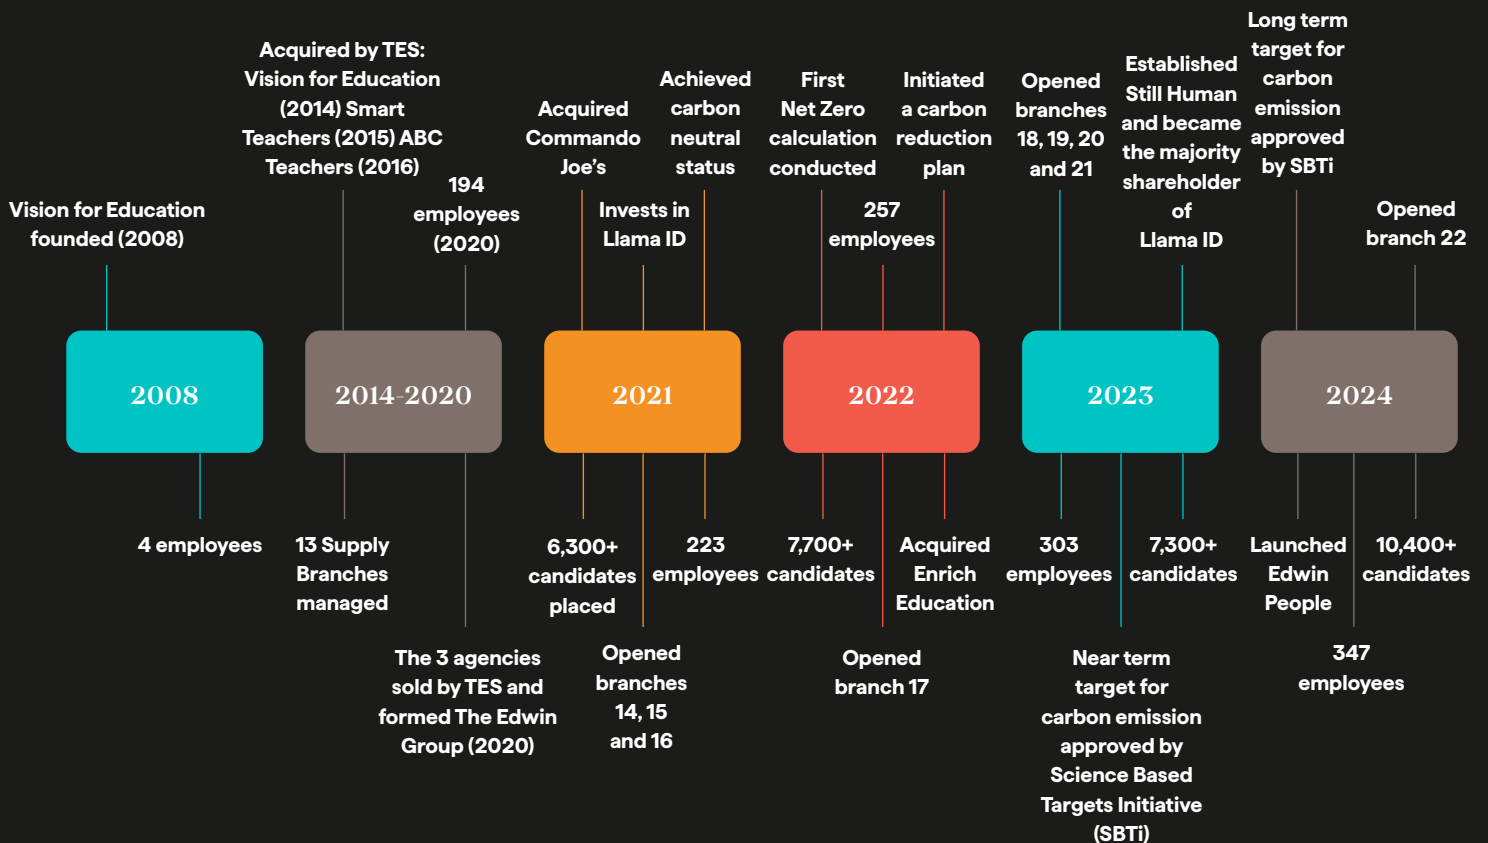 Vision for Education
founded (2008)
2008
4 employees
Acquired by TES:
Vision for Education
(2014) Smart
Teachers (2015) ABC
Teachers (2016)
194
employees
(2020)
2014-2020
13 Supply
Branches
managed
The 3 agencies
sold by TES and
formed The Edwin
Group (2020)
Acquired
Commando
Joe’s
Invests in
Llama ID
Achieved
carbon
neutral
status
2021
6,300+
candidates
placed
Opened
branches
14, 15
and 16
223
employees
First
Net Zero
calculation
conducted
257
employees
Initiated
a carbon
reduction
plan
2022
7,700+
candidates
Opened
branch 17
Acquired
Enrich
Education
Opened
branches
18, 19, 20
and 21
Established
Still Human
and became
the majority
shareholder
of
Llama ID
2023
303
employees
Near term
target for
carbon emission
approved by
Science Based
Targets Initiative
(SBTi)
7,300+
candidates
Long term
target for
carbon
emission
approved
by SBTi
Opened
branch 22
2024
Launched
Edwin
People
347
employees
10,400+
candidates